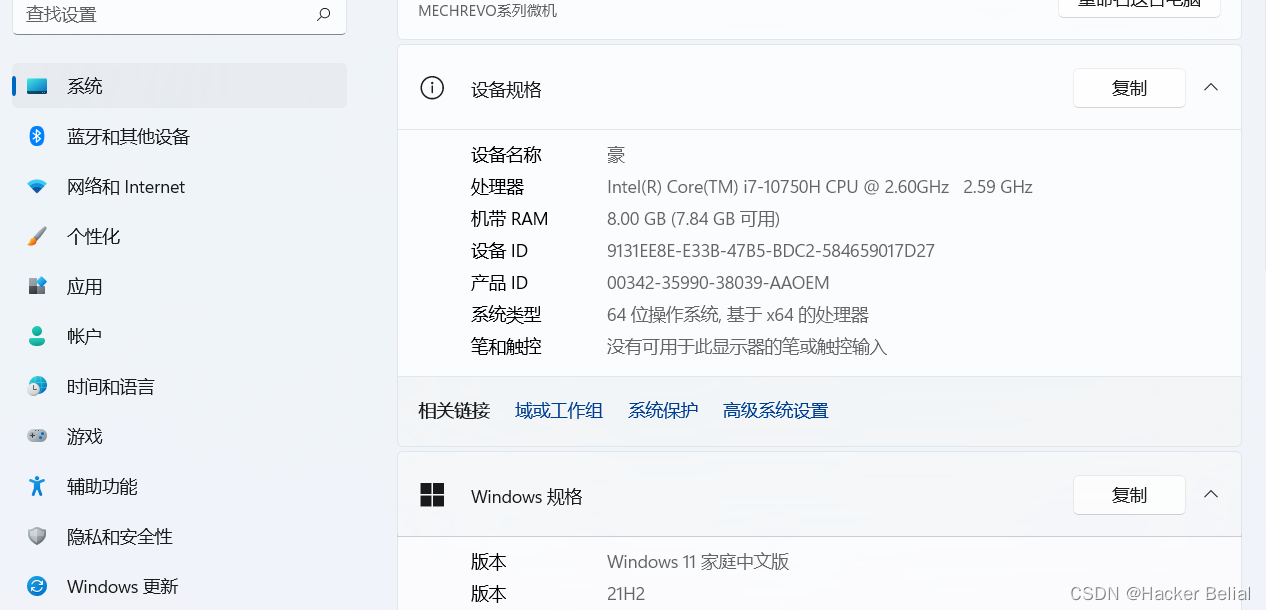 查找设置
系统
蓝牙和其他设备
网络和 Internet
个性化
应用
帐户
时间和语言
游戏
辅助功能
隐私和安全性
Windows 更新
MECHREVO系列微机
重命名这台电脑
设备规格
复制
设备名称 豪
处理器 Intel(R) Core(TM) i7-10750H CPU @ 2.60GHz 2.59 GHz
机带 RAM 8.00 GB (7.84 GB 可用)
设备 ID 9131EE8E-E33B-47B5-BDC2-584659017D27
产品 ID 00342-35990-38039-AAOEM
系统类型 64 位操作系统, 基于 x64 的处理器
笔和触控 没有可用于此显示器的笔或触控输入
相关链接 域或工作组 系统保护 高级系统设置
Windows 规格
复制
版本 Windows 11 家庭中文版
版本 21H2
CSDN @Hacker Belial